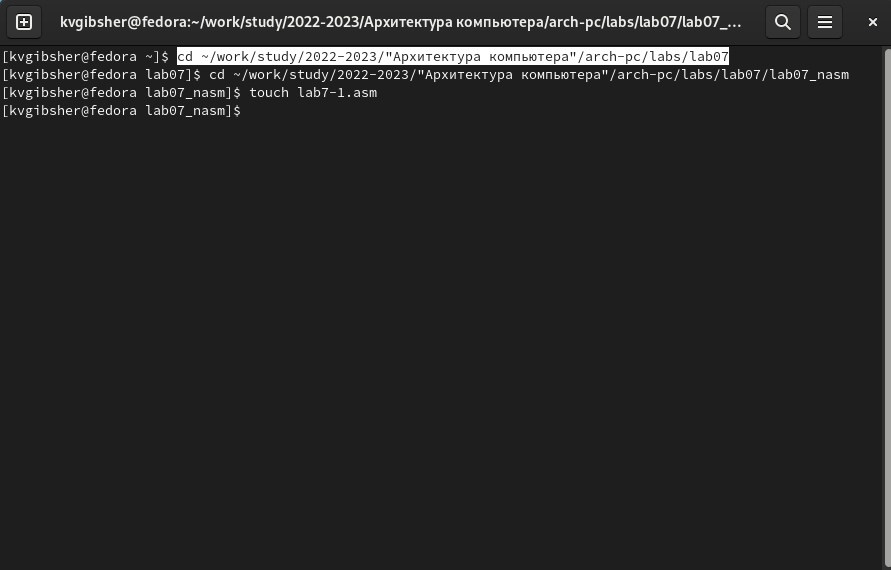 kvgibsher@fedora:~/work/study/2022-2023/Архитектура компьютера/arch-pc/labs/lab07/lab07_...
[kvgibsher@fedora ~]$ cd ~/work/study/2022-2023/"Архитектура компьютера"/arch-pc/labs/lab07
[kvgibsher@fedora lab07]$ cd ~/work/study/2022-2023/"Архитектура компьютера"/arch-pc/labs/lab07/lab07_nasm
[kvgibsher@fedora lab07_nasm]$ touch lab7-1.asm
[kvgibsher@fedora lab07_nasm]$